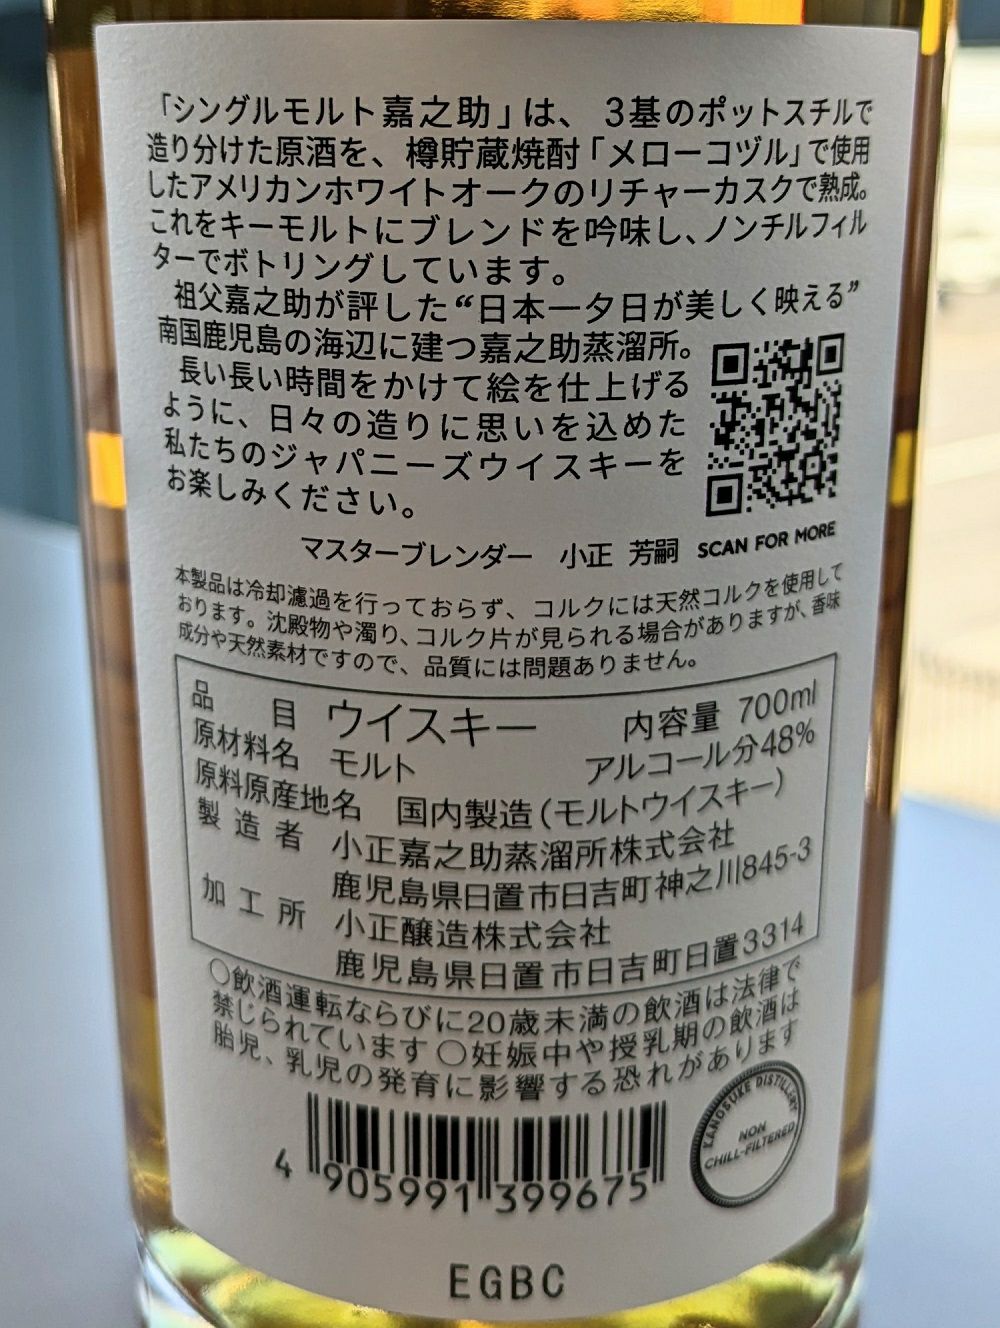 「シングルモルト嘉之助」は、3基のポットスチルで
造り分けた原酒を、樽貯蔵焼酎「メローコヅル」で使用
したアメリカンホワイトオークのリチャーカスクで熟成。
これをキーモルトにブレンドを吟味し、ノンチルフィル
ターでボトリングしています。
祖父嘉之助が評した“日本一夕日が美しく映える”
南国鹿児島の海辺に建つ嘉之助蒸溜所。
長い長い時間をかけて絵を仕上げる
ように、日々の造りに思いを込めた
私たちのジャパニーズウイスキーを
お楽しみください。
マスターブレンダー 小正 芳嗣
SCAN FOR MORE
本製品は冷却濾過を行っておらず、コルクには天然コルクを使用して
おります。沈殿物や濁り、コルク片が見られる場合がありますが、香味
成分や天然素材ですので、品質には問題ありません。
品目 ウイスキー 内容量 700ml
原材料名 モルト アルコール分48%
原料原産地名 国内製造(モルトウイスキー)
製造者 小正嘉之助蒸溜所株式会社
鹿児島県日置市日吉町神之川845-3
加工所 小正醸造株式会社
鹿児島県日置市日吉町日置3314
○飲酒運転ならびに20歳未満の飲酒は法律で
禁じられています○妊娠中や授乳期の飲酒は
胎児、乳児の発育に影響する恐れがあります
KANOSUKE DISTILLERY
NON
CHILL-FILTERED
4 905991 399675
EGBC